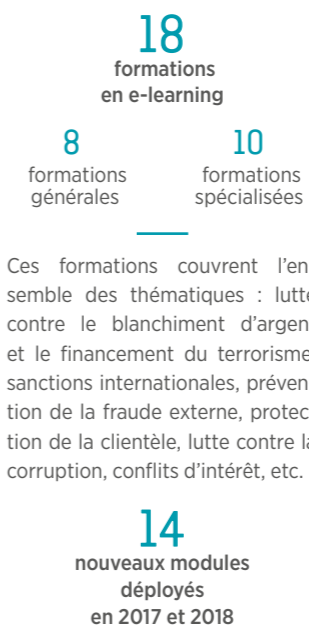 18
formations
en e-learning
8
formations
générales
10
formations
spécialisées
Ces formations couvrent l'en
semble des thématiques : lutte
contre le blanchiment d'argen
et le financement du terrorisme
sanctions internationales, préven
tion de la fraude externe, protec
tion de la clientèle, lutte contre la
corruption, conflits d'intérêt, etc.
14
nouveaux modules
déployés
en 2017 et 2018